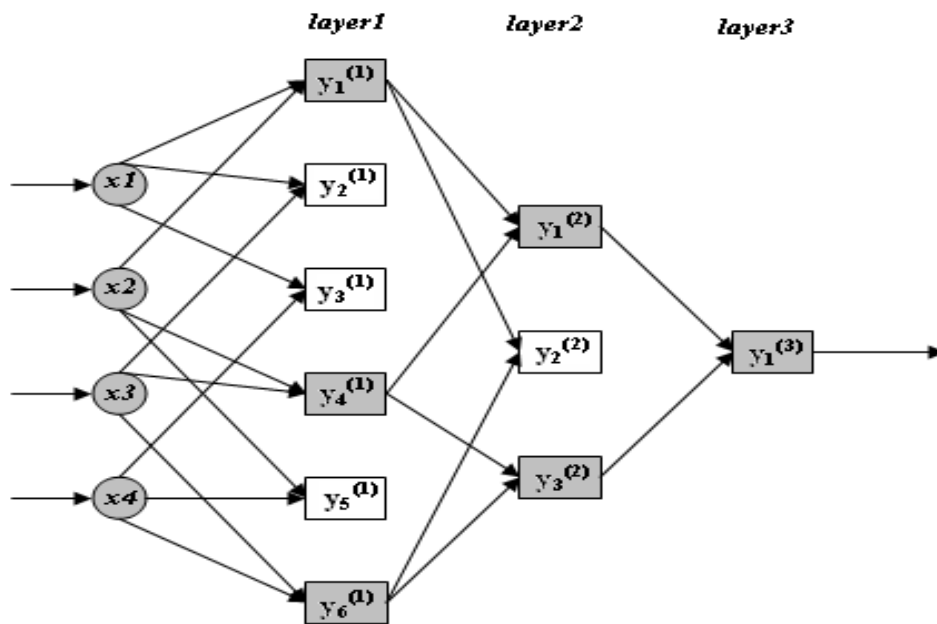 layer1 layer2 layer3
y₁⁽¹⁾
x1 y₂⁽¹⁾
y₁⁽²⁾
x2 y₃⁽¹⁾
y₂⁽²⁾ y₁⁽³⁾
x3 y₄⁽¹⁾
y₃⁽²⁾
x4 y₅⁽¹⁾
y₆⁽¹⁾